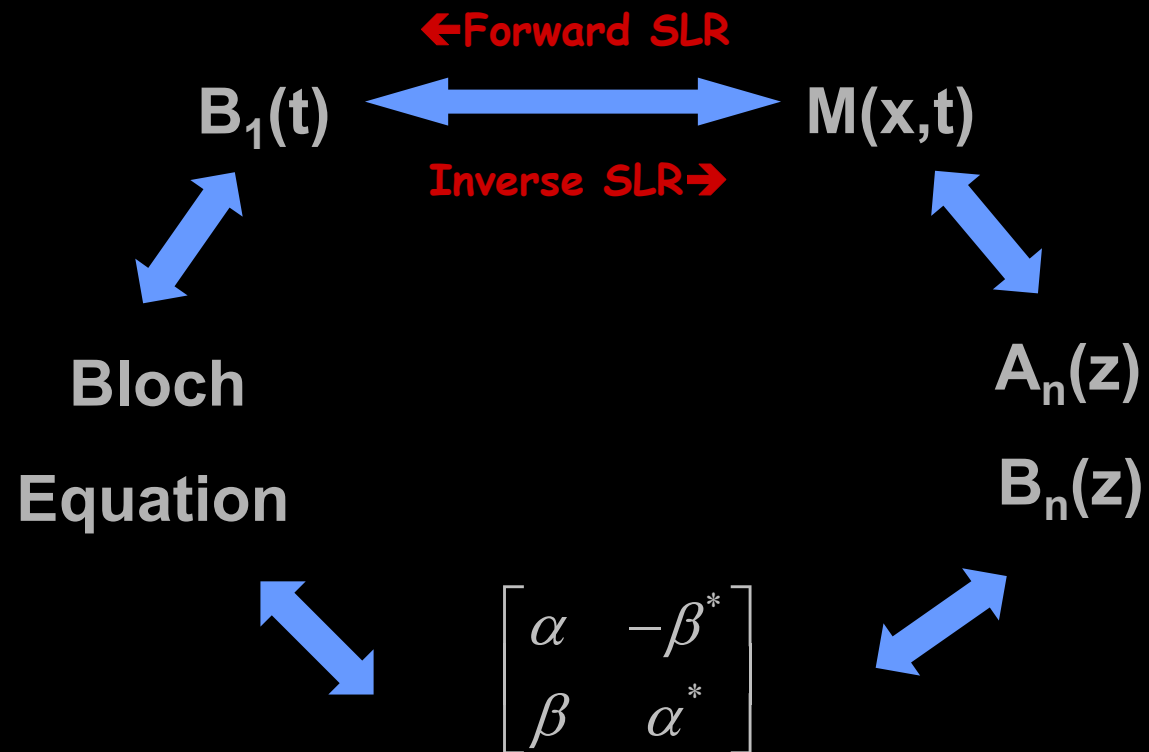 ←Forward SLR
B₁(t)
M(x,t)
Inverse SLR→
Bloch
Equation
Aₙ(z)
Bₙ(z)
α −β*
β α*